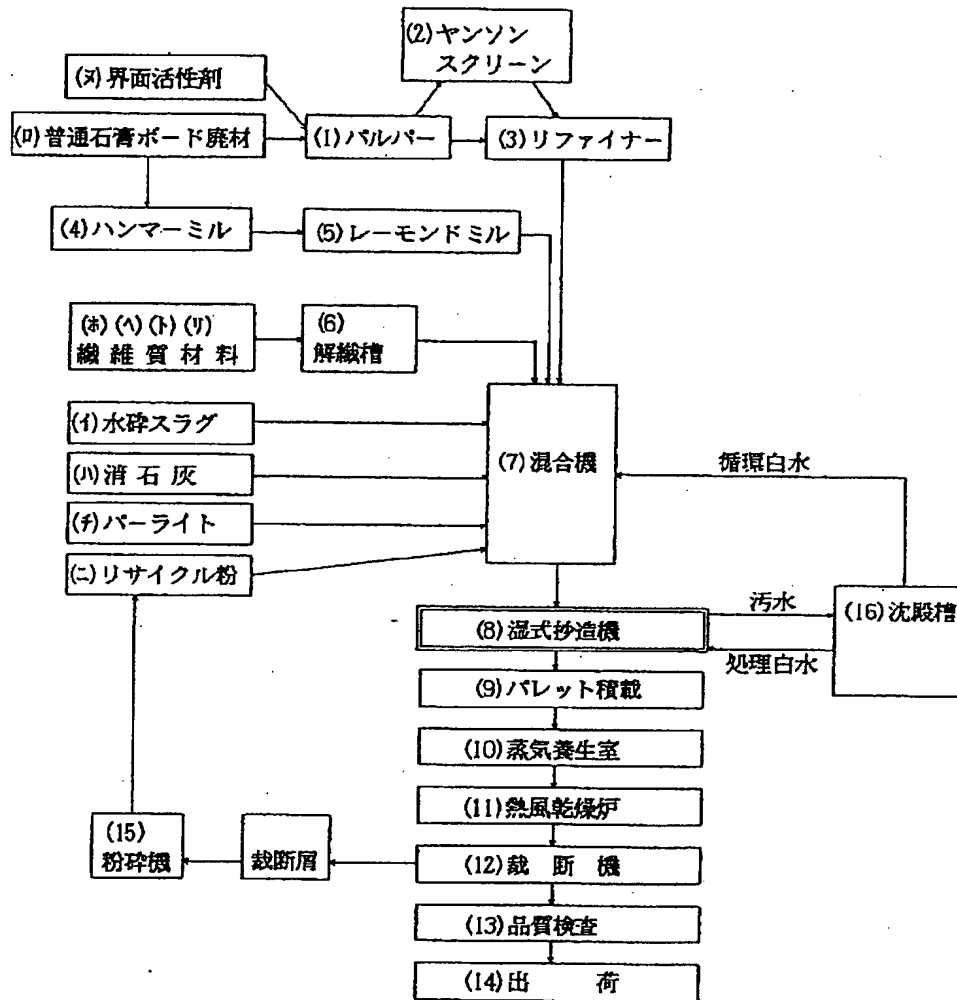 (2)ヤンソン
スクリーン
(ヌ)界面活性剤
(ロ)普通石膏ボード廃材
(1)パルパー
(3)リファイナー
(4)ハンマーミル
(5)レーモンドミル
(ホ)(ヘ)(ト)(リ)
繊維質材料
(6)
解繊槽
(イ)水砕スラグ
(7)混合機
循環白水
(ハ)消石灰
(チ)パーライト
(ニ)リサイクル粉
汚水
(16)沈殿槽
(8)湿式抄造機
処理白水
(9)パレット積載
(10)蒸気養生室
(11)熱風乾燥炉
(15)
粉砕機
裁断屑
(12)裁断機
(13)品質検査
(14)出荷